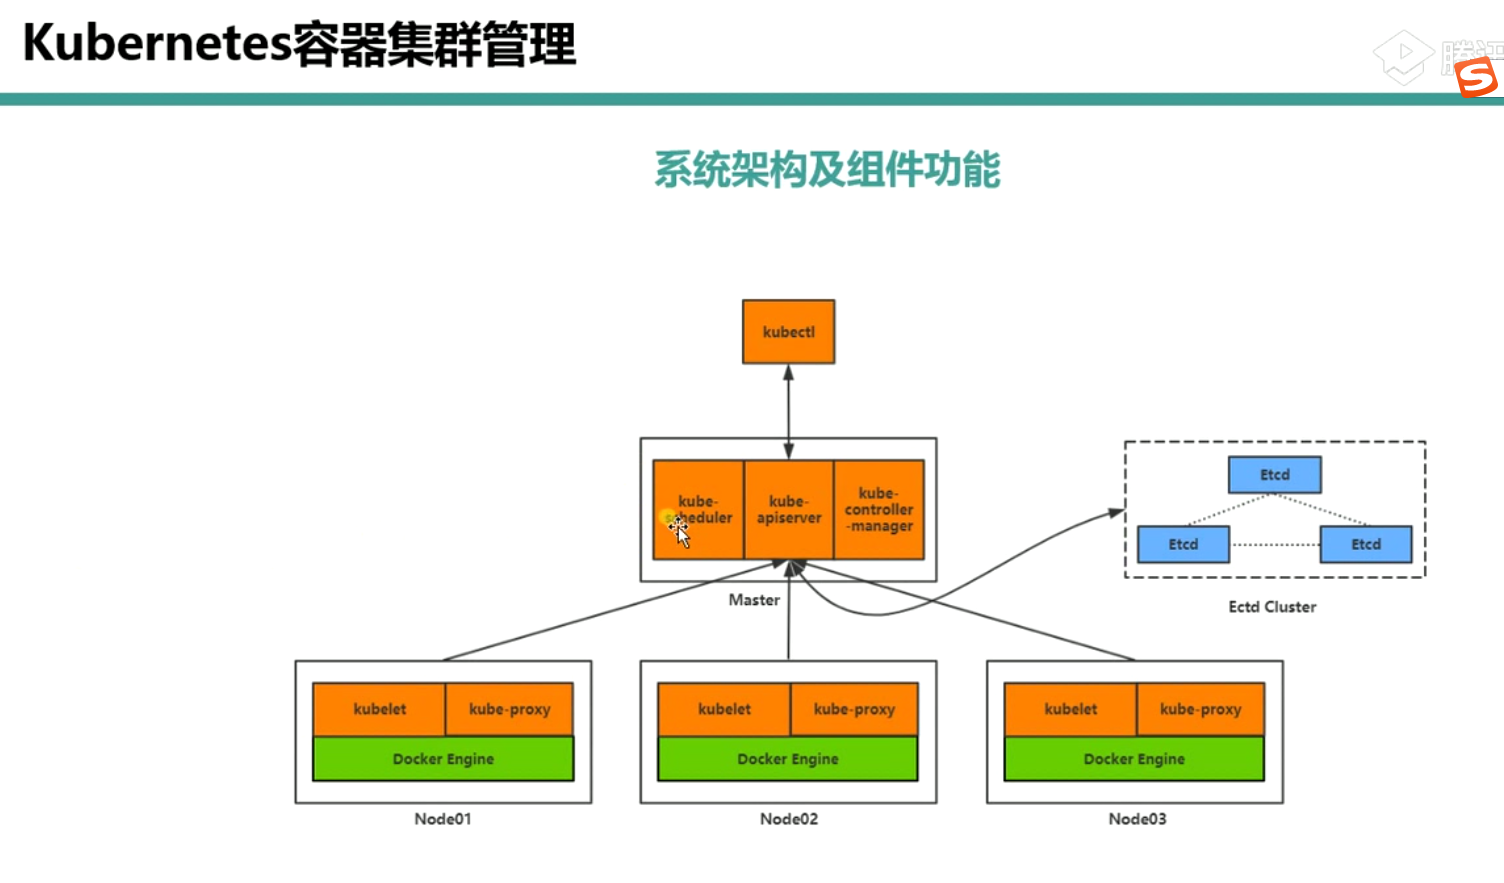 Kubernetes容器集群管理
腾讯
S
系统架构及组件功能
kubectl
kube-
scheduler
kube-
apiserver
kube-
controller
-manager
Master
Etcd
Etcd
Etcd
Ectd Cluster
kubelet
kube-proxy
Docker Engine
Node01
kubelet
kube-proxy
Docker Engine
Node02
kubelet
kube-proxy
Docker Engine
Node03